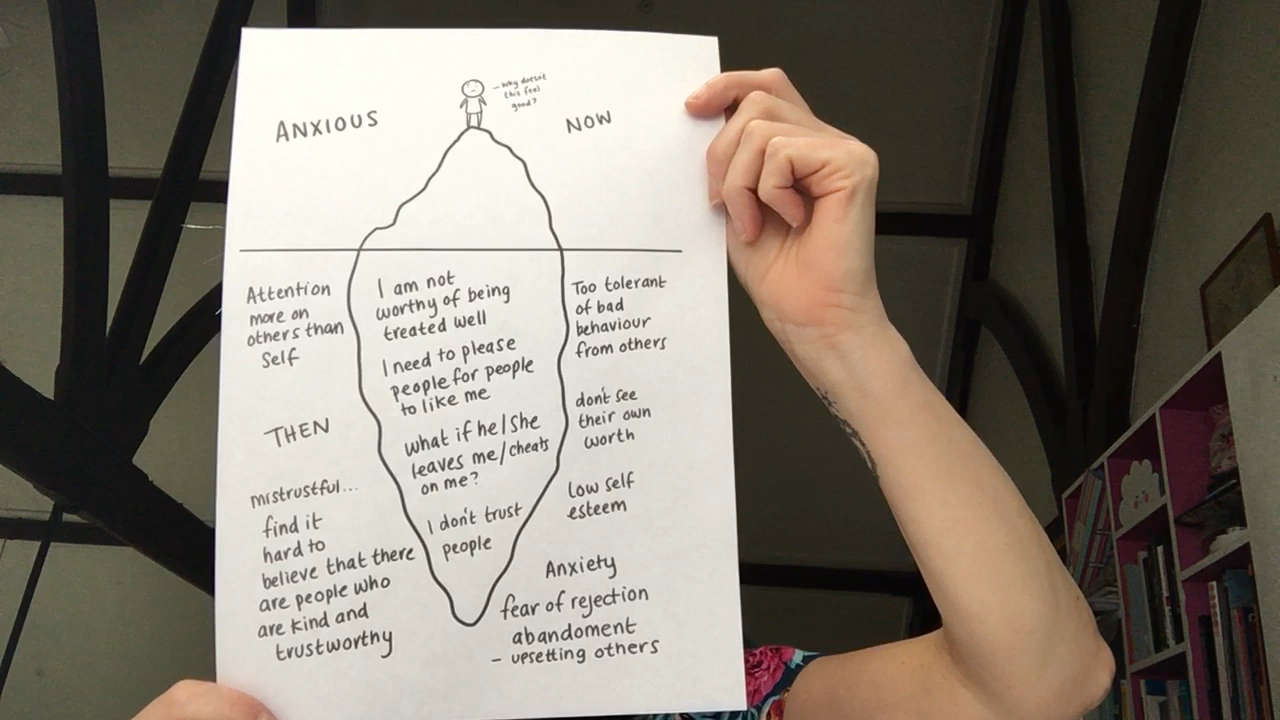 ANXIOUS
- Why doesn't
this feel
good?
NOW
Attention
more on
others than
self
THEN
mistrustful...
find it
hard to
believe that there
are people who
are kind and
trustworthy
I am not
worthy of being
treated well
I need to please
people for people
to like me
what if he/she
leaves me/cheats
on me?
I don't trust
people
Too tolerant
of bad
behaviour
from others
don't see
their own
worth
low self
esteem
Anxiety
fear of rejection
abandoment
- upsetting others